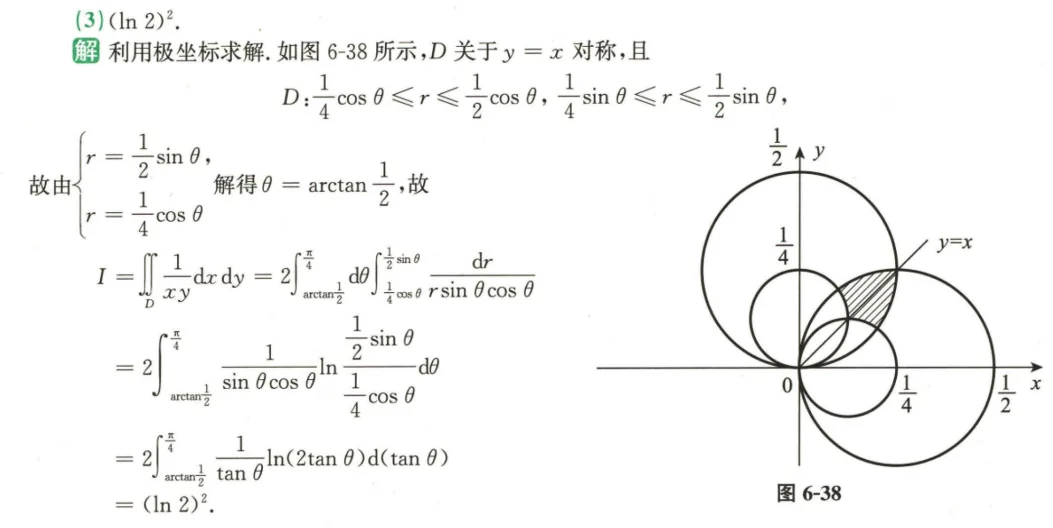 (3) (ln 2)².
解 利用极坐标求解. 如图 6-38 所示, D 关于 y = x 对称, 且
D: 1/4 cos θ ≤ r ≤ 1/2 cos θ, 1/4 sin θ ≤ r ≤ 1/2 sin θ,
故由 { r = 1/2 sin θ, r = 1/4 cos θ 解得 θ = arctan 1/2, 故
I = ∬_D 1/(xy) dx dy = 2∫_{arctan 1/2}^{π/4} dθ ∫_{1/4 cos θ}^{1/2 sin θ} dr/(r sin θ cos θ)
= 2∫_{arctan 1/2}^{π/4} 1/(sin θ cos θ) ln (1/2 sin θ)/(1/4 cos θ) dθ
= 2∫_{arctan 1/2}^{π/4} 1/(tan θ) ln(2tan θ)d(tan θ)
= (ln 2)².
1/2 y
1/4
y=x
0 1/4 1/2 x
图 6-38